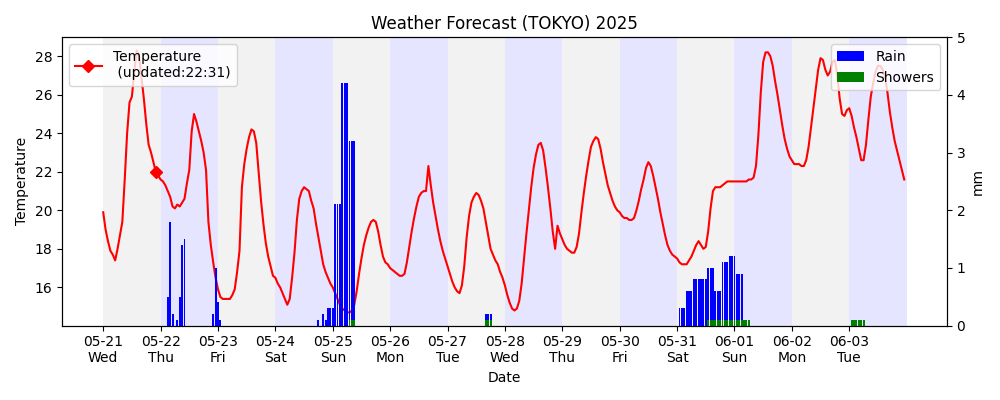 Weather Forecast (TOKYO) 2025
Temperature
(updated:22:31)
Rain
Showers
28
26
24
22
20
18
16
Temperature
5
4
3
2
1
0
mm
05-21 05-22 05-23 05-24 05-25 05-26 05-27 05-28 05-29 05-30 05-31 06-01 06-02 06-03
Wed Thu Fri Sat Sun Mon Tue Wed Thu Fri Sat Sun Mon Tue
Date